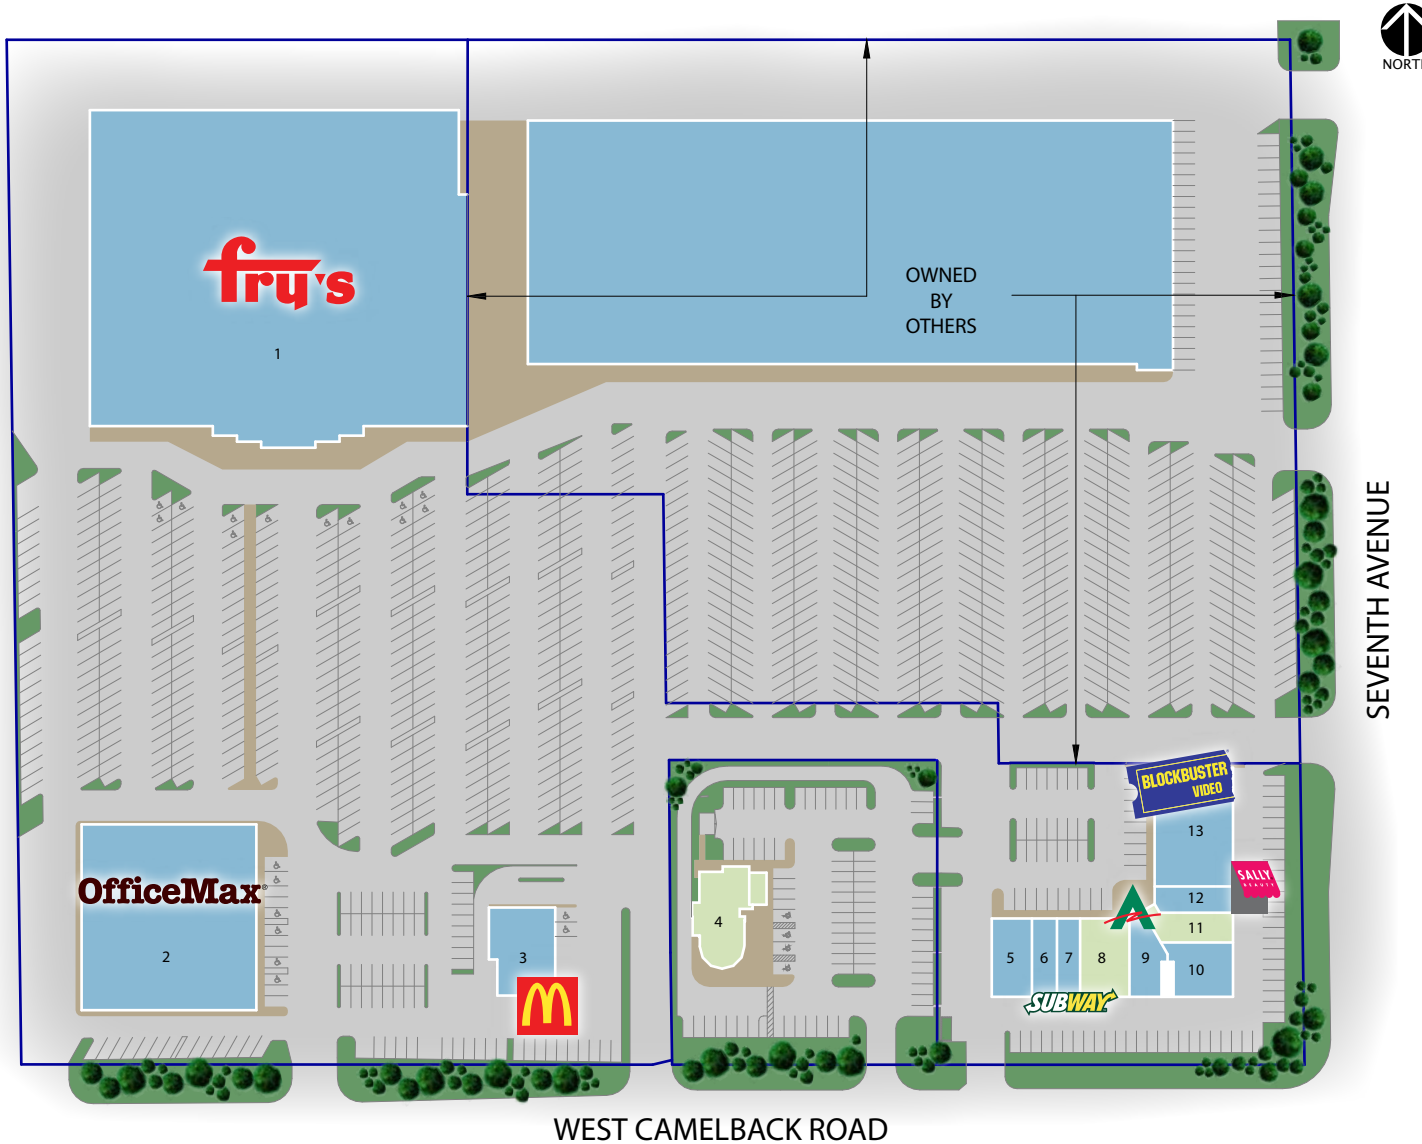 NORTH
fry's
1
OWNED
BY
OTHERS
SEVENTH AVENUE
BLOCKBUSTER
VIDEO
13
OfficeMax®
SALLY
BEAUTY
12
11
4
2
3
5
6
7
8
9
10
SUBWAY
WEST CAMELBACK ROAD